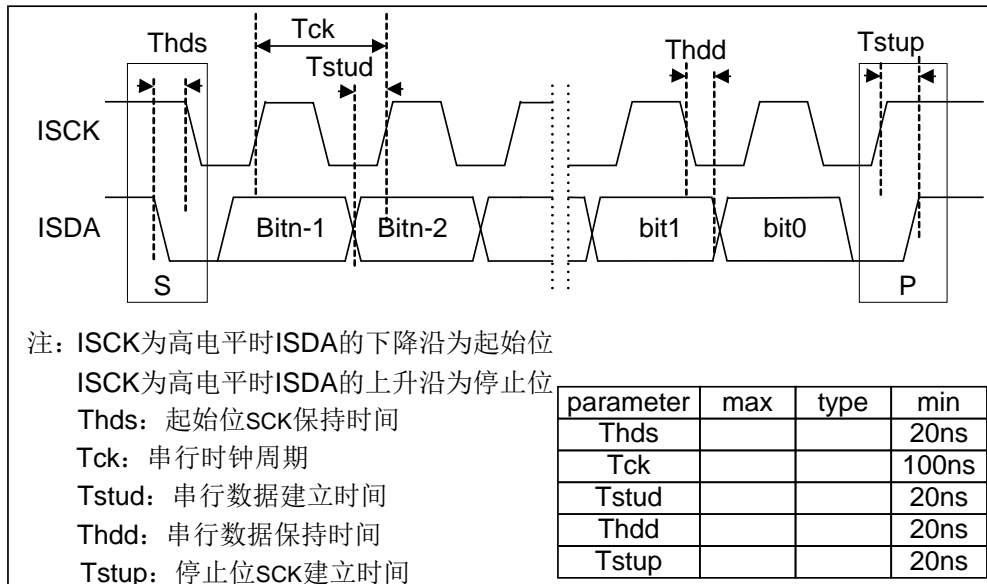 Thds
Tck
Tstud
Thdd
Tstup
ISCK
ISDA
Bitn-1
Bitn-2
bit1
bit0
S
P
注：ISCK为高电平时ISDA的下降沿为起始位
ISCK为高电平时ISDA的上升沿为停止位
Thds：起始位SCK保持时间
Tck：串行时钟周期
Tstud：串行数据建立时间
Thdd：串行数据保持时间
Tstup：停止位SCK建立时间
parameter max type min
Thds 20ns
Tck 100ns
Tstud 20ns
Thdd 20ns
Tstup 20ns